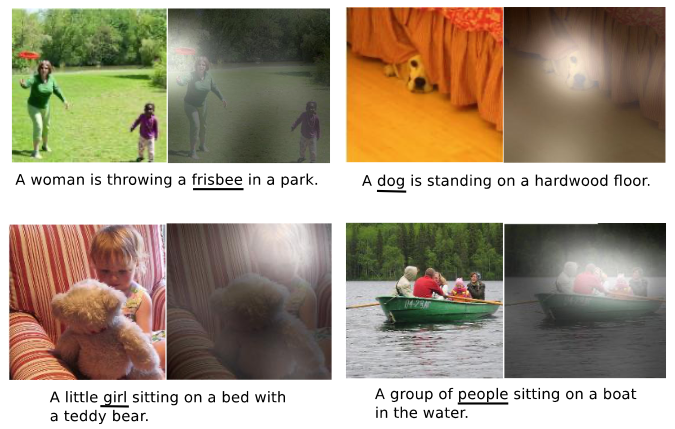 A woman is throwing a frisbee in a park.
A dog is standing on a hardwood floor.
A little girl sitting on a bed with
a teddy bear.
A group of people sitting on a boat
in the water.